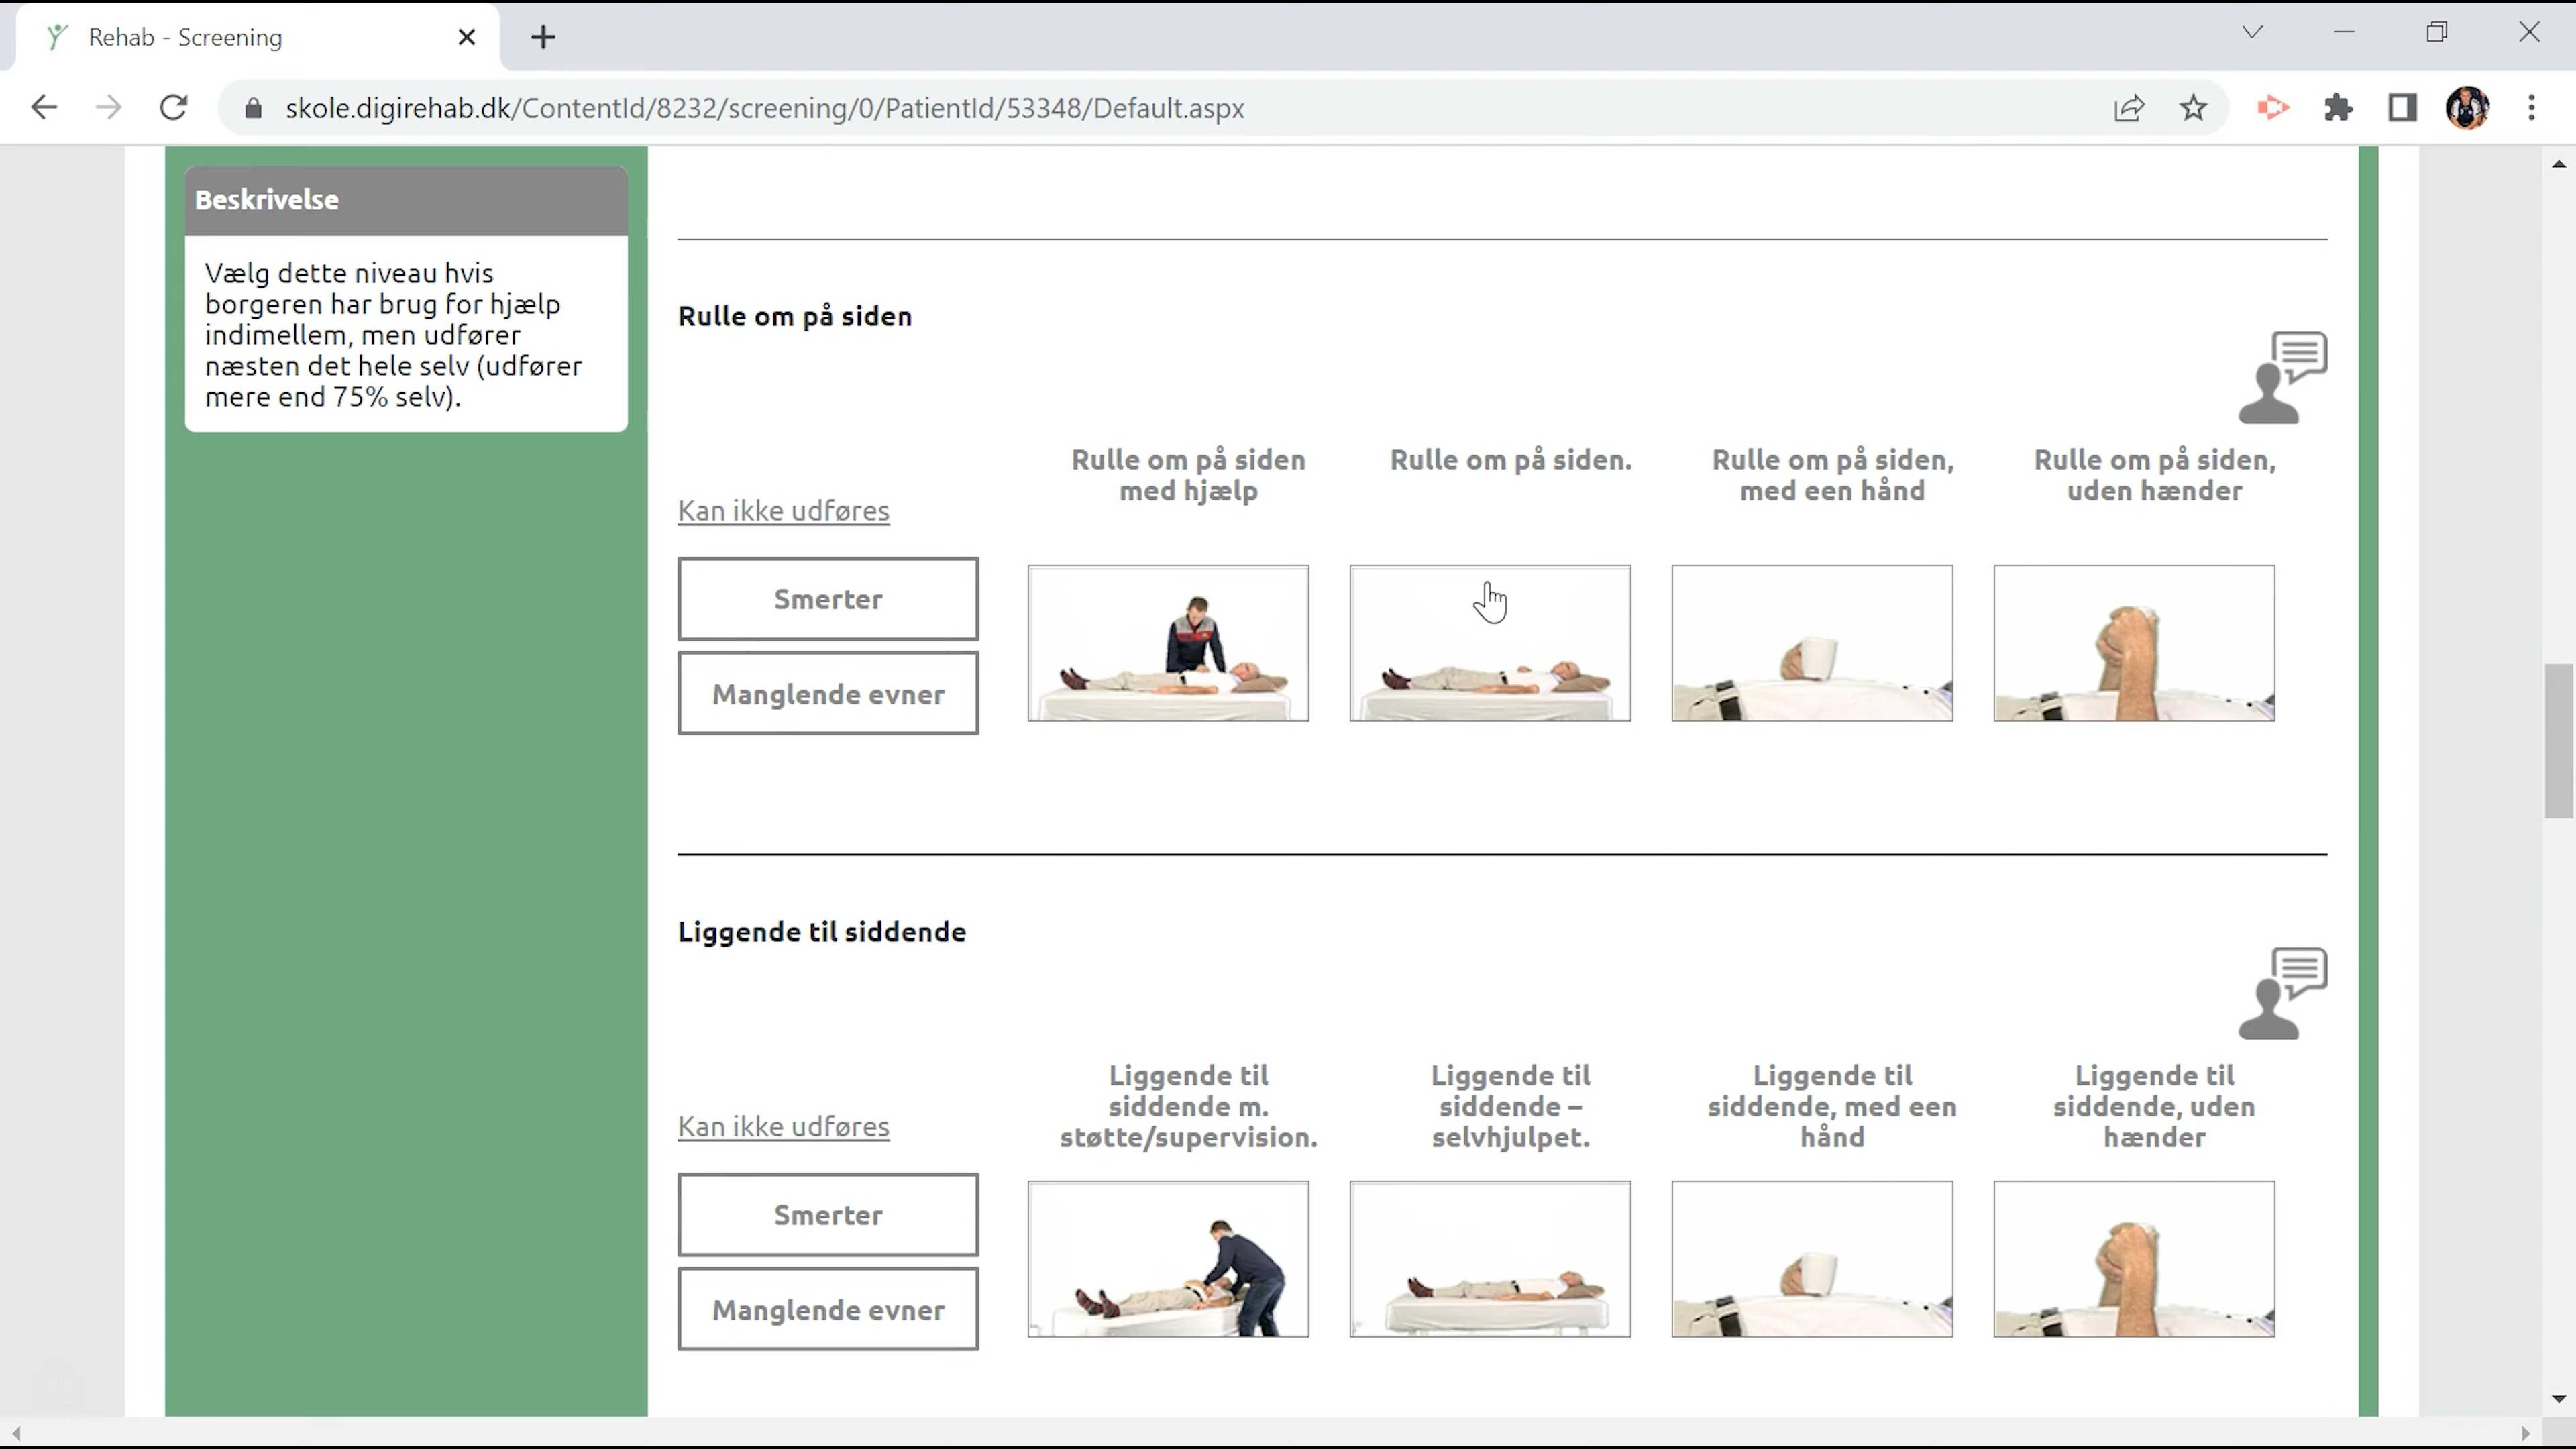 Rehab - Screening
skole.digirehab.dk/ContentId/8232/screening/0/PatientId/53348/Default.aspx
Beskrivelse
Vælg dette niveau hvis
borgeren har brug for hjælp
indimellem, men udfører
næsten det hele selv (udfører
mere end 75% selv).
Rulle om på siden
Rulle om på siden
med hjælp
Rulle om på siden.
Rulle om på siden,
med een hånd
Rulle om på siden,
uden hænder
Kan ikke udføres
Smerter
Manglende evner
Liggende til siddende
Liggende til
siddende m.
støtte/supervision.
Liggende til
siddende –
selvhjulpet.
Liggende til
siddende, med een
hånd
Liggende til
siddende, uden
hænder
Kan ikke udføres
Smerter
Manglende evner